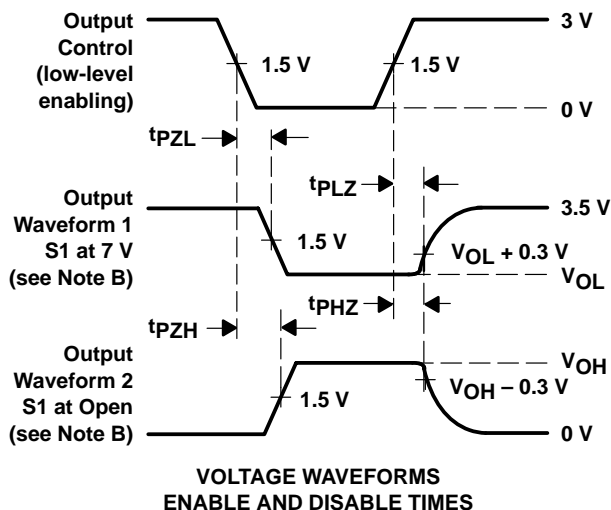 Output
Control
(low-level
enabling)
1.5 V
1.5 V
3 V
0 V
tPZL
tPLZ
Output
Waveform 1
S1 at 7 V
(see Note B)
1.5 V
3.5 V
VOL + 0.3 V
VOL
tPHZ
tPZH
Output
Waveform 2
S1 at Open
(see Note B)
1.5 V
VOH
VOH – 0.3 V
0 V
VOLTAGE WAVEFORMS
ENABLE AND DISABLE TIMES